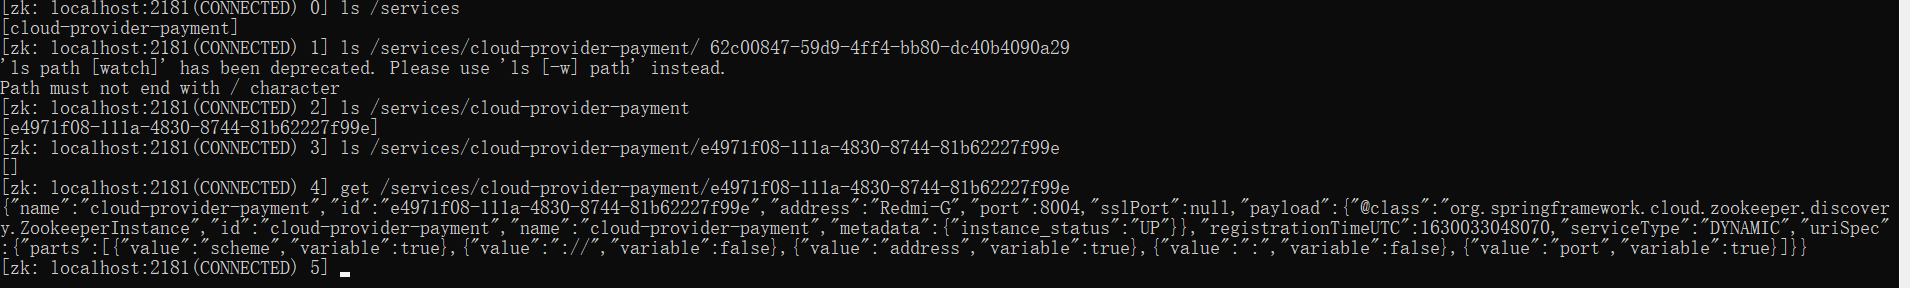 [zk: localhost:2181(CONNECTED) 0] ls /services
[cloud-provider-payment]
[zk: localhost:2181(CONNECTED) 1] ls /services/cloud-provider-payment/ 62c00847-59d9-4ff4-bb80-dc40b4090a29
'ls path [watch]' has been deprecated. Please use 'ls [-w] path' instead.
Path must not end with / character
[zk: localhost:2181(CONNECTED) 2] ls /services/cloud-provider-payment
[e4971f08-111a-4830-8744-81b62227f99e]
[zk: localhost:2181(CONNECTED) 3] ls /services/cloud-provider-payment/e4971f08-111a-4830-8744-81b62227f99e
[]
[zk: localhost:2181(CONNECTED) 4] get /services/cloud-provider-payment/e4971f08-111a-4830-8744-81b62227f99e
{"name":"cloud-provider-payment","id":"e4971f08-111a-4830-8744-81b62227f99e","address":"Redmi-G","port":8004,"sslPort":null,"payload":{"@class":"org.springframework.cloud.zookeeper.discover
y.ZookeeperInstance","id":"cloud-provider-payment","name":"cloud-provider-payment","metadata":{"instance_status":"UP"}},"registrationTimeUTC":1630033048070,"serviceType":"DYNAMIC","uriSpec"
:{"parts":[{"value":"scheme","variable":true},{"value":"://","variable":false},{"value":"address","variable":true},{"value":":","variable":false},{"value":"port","variable":true}]}}
[zk: localhost:2181(CONNECTED) 5]